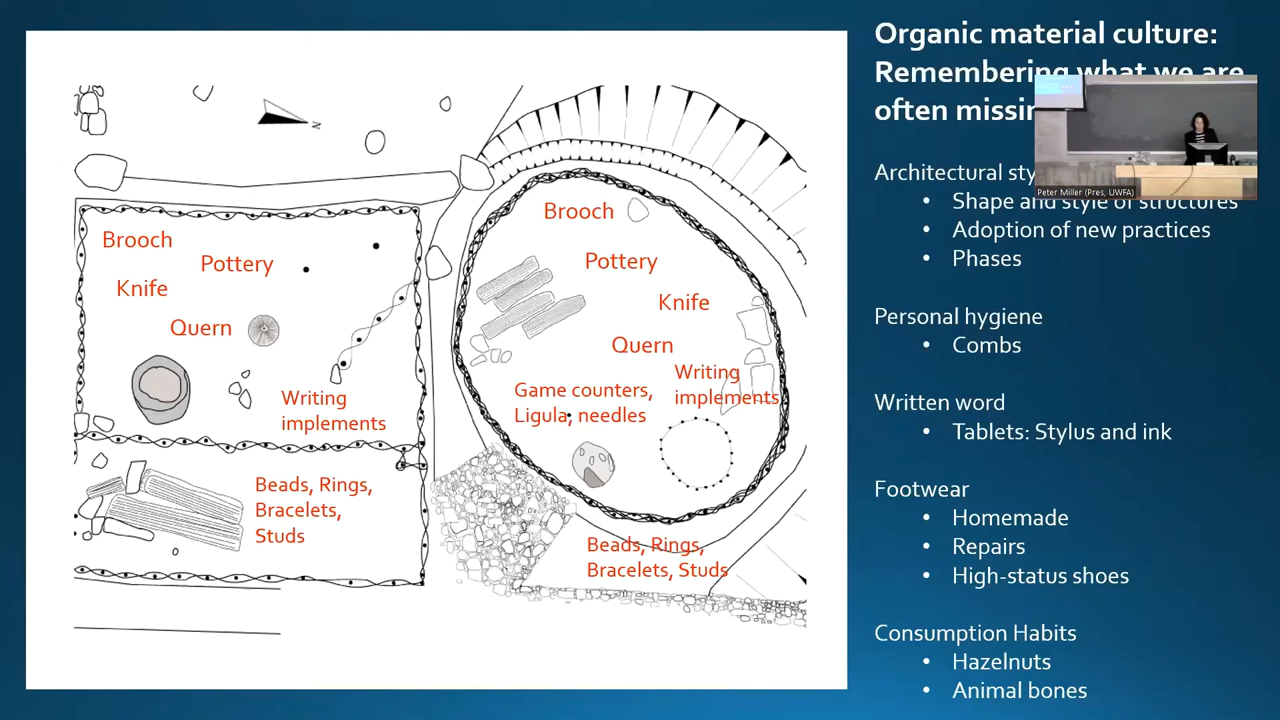 Organic material culture:
Remembering what we are
often
Architectural
Shape and style of structures
• Adoption of new practices
• Phases
Personal hygiene
• Combs
Written word
• Tablets: Stylus and ink
Footwear
• Homemade
• Repairs
• High-status shoes
Consumption Habits
• Hazelnuts
• Animal bones
Peter Miller (Pres, UWFA)
N
Brooch
Pottery
Knife
Quern
Writing
implements
Beads, Rings,
Bracelets,
Studs
Brooch
Pottery
Knife
Quern
Writing
implements
Game counters,
Ligula, needles
Beads, Rings,
Bracelets, Studs